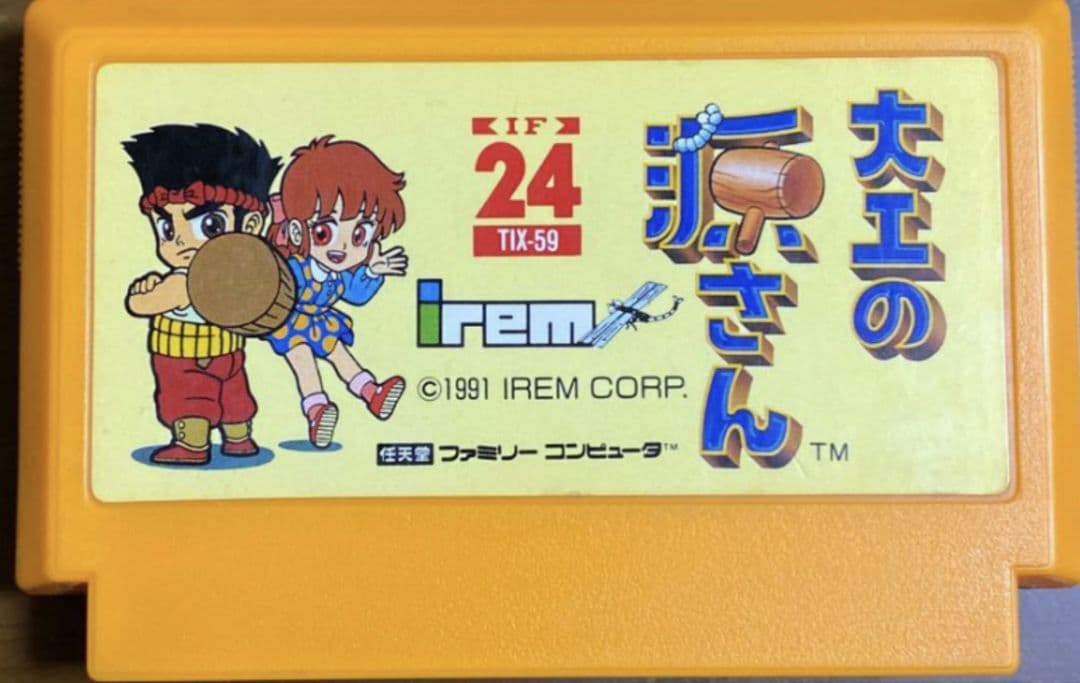 大工の
源さん
TM
IF
24
TIX-59
irem
©1991 IREM CORP.
任天堂 ファミリー コンピュータ™